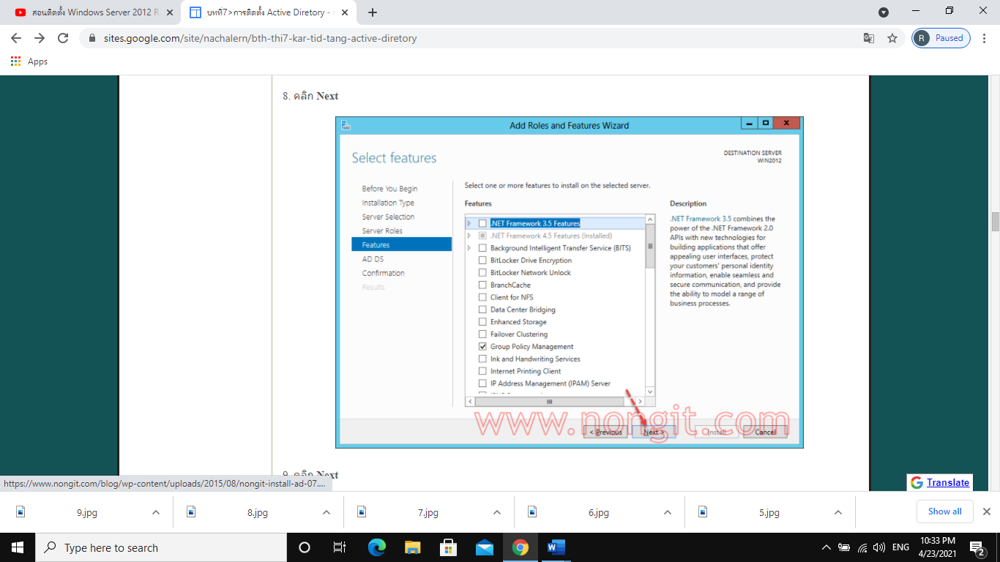 สอนติดตั้ง Windows Server 2012 R
บทที่7>การติดตั้ง Active Diretory -
sites.google.com/site/nachalern/bth-thi7-kar-tid-tang-active-diretory
R Paused
Apps
8. คลิก Next
Add Roles and Features Wizard
Select features
DESTINATION SERVER
WIN2012
Before You Begin
Installation Type
Server Selection
Server Roles
Features
AD DS
Confirmation
Results
Select one or more features to install on the selected server.
Features
.NET Framework 3.5 Features
.NET Framework 4.5 Features (Installed)
Background Intelligent Transfer Service (BITS)
BitLocker Drive Encryption
BitLocker Network Unlock
BranchCache
Client for NFS
Data Center Bridging
Enhanced Storage
Failover Clustering
Group Policy Management
Ink and Handwriting Services
Internet Printing Client
IP Address Management (IPAM) Server
Description
.NET Framework 3.5 combines the
power of the .NET Framework 2.0
APIs with new technologies for
building applications that offer
appealing user interfaces, protect
your customers' personal identity
information, enable seamless and
secure communication, and provide
the ability to model a range of
business processes.
www.nongit.com
< Previous
Next >
Install
Cancel
9. คลิก Next
https://www.nongit.com/blog/wp-content/uploads/2015/08/nongit-install-ad-07....
Translate
9.jpg
8.jpg
7.jpg
6.jpg
5.jpg
Show all
Type here to search
ENG
10:33 PM
4/23/2021
2